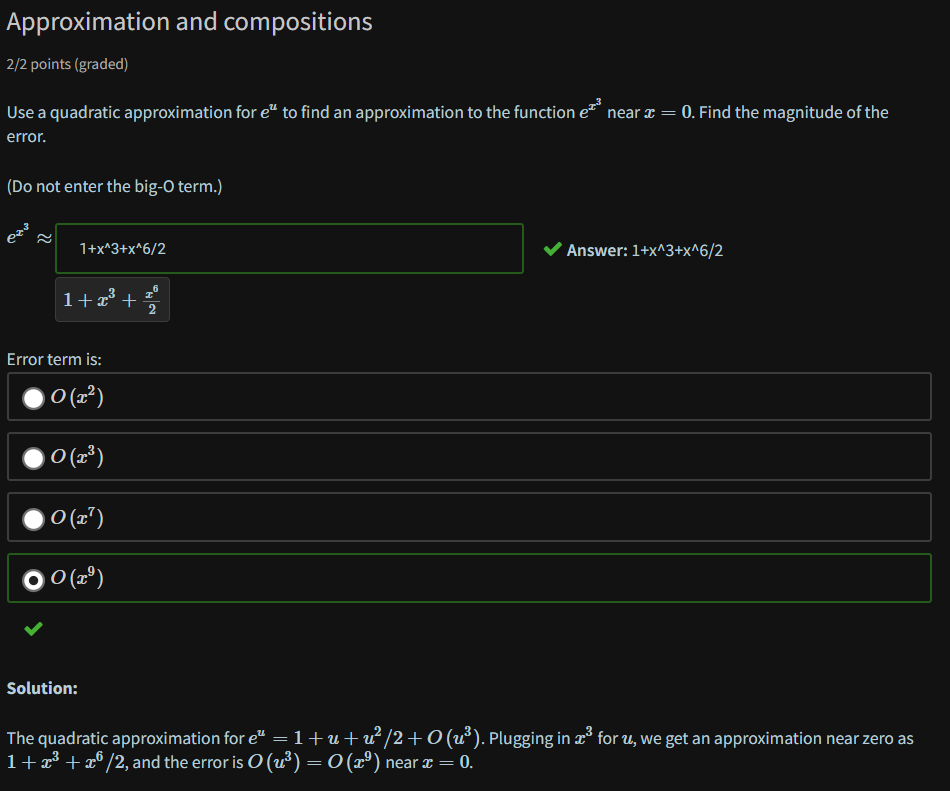 Approximation and compositions
2/2 points (graded)
Use a quadratic approximation for $e^u$ to find an approximation to the function $e^{x^3}$ near $x = 0$. Find the magnitude of the
error.
(Do not enter the big-O term.)
$e^{x^3} \approx$ 1+x^3+x^6/2 ✔ Answer: 1+x^3+x^6/2
$1 + x^3 + \frac{x^6}{2}$
Error term is:
$O(x^2)$
$O(x^3)$
$O(x^7)$
$O(x^9)$
✔
Solution:
The quadratic approximation for $e^u = 1 + u + u^2/2 + O(u^3)$. Plugging in $x^3$ for $u$, we get an approximation near zero as
$1 + x^3 + x^6/2$, and the error is $O(u^3) = O(x^9)$ near $x = 0$.